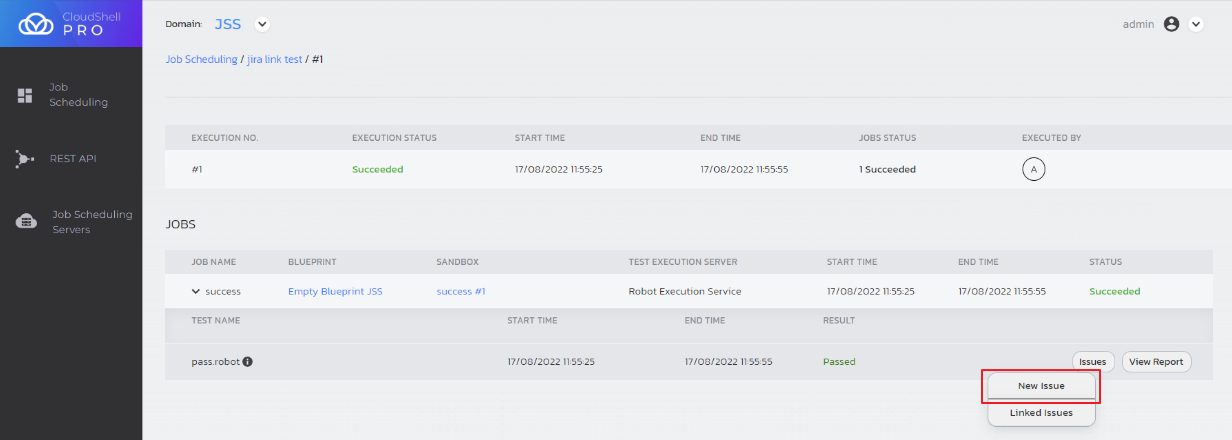 CloudShell
PRO
Domain: JSS
admin
Job Scheduling / jira link test / #1
Job
Scheduling
REST API
Job Scheduling
Servers
EXECUTION NO. EXECUTION STATUS START TIME END TIME JOBS STATUS EXECUTED BY
#1 Succeeded 17/08/2022 11:55:25 17/08/2022 11:55:55 1 Succeeded A
JOBS
JOB NAME BLUEPRINT SANDBOX TEST EXECUTION SERVER START TIME END TIME STATUS
success Empty Blueprint JSS success #1 Robot Execution Service 17/08/2022 11:55:25 17/08/2022 11:55:55 Succeeded
TEST NAME START TIME END TIME RESULT
pass.robot 17/08/2022 11:55:25 17/08/2022 11:55:55 Passed Issues View Report
New Issue
Linked Issues